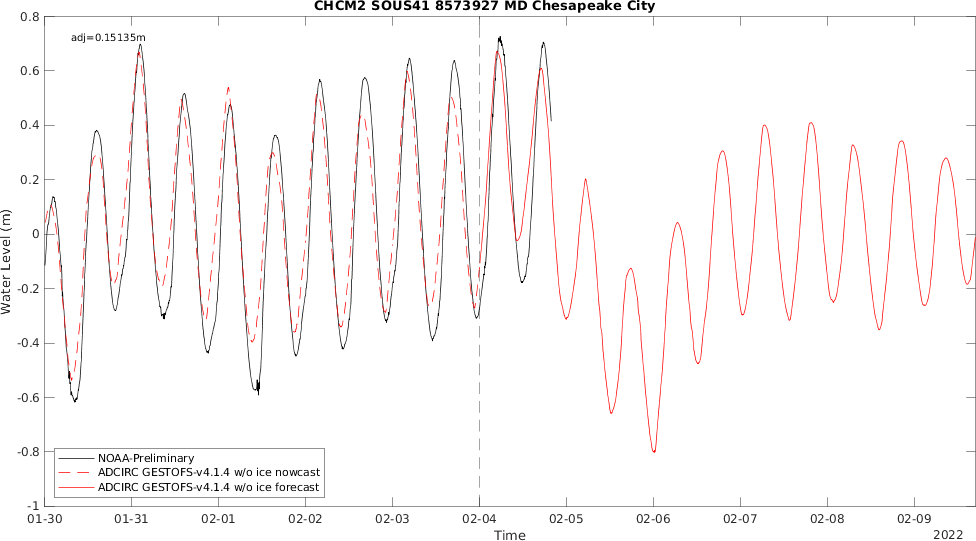 CHCM2 SOUS41 8573927 MD Chesapeake City
adj=0.15135m
0.8
0.6
0.4
0.2
0
-0.2
-0.4
-0.6
-0.8
-1
Water Level (m)
NOAA-Preliminary
ADCIRC GESTOFS-v4.1.4 w/o ice nowcast
ADCIRC GESTOFS-v4.1.4 w/o ice forecast
01-30 01-31 02-01 02-02 02-03 02-04 02-05 02-06 02-07 02-08 02-09
Time
2022